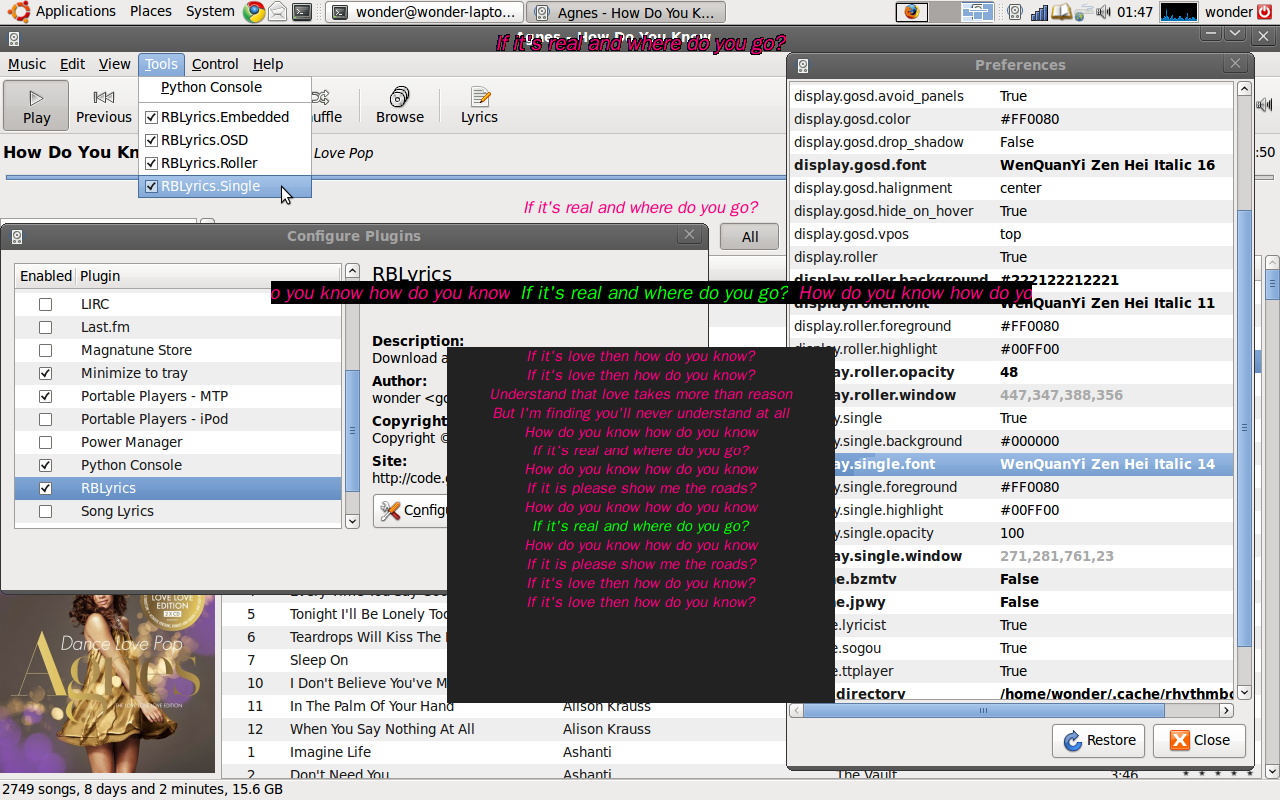 Applications Places System wonder@wonder-lapto... Agnes - How Do You K... 01:47 wonder
If it's real and where do you go?
Music Edit View Tools Control Help
Python Console
RBLyrics.Embedded
RBLyrics.OSD
RBLyrics.Roller
RBLyrics.Single
Play Previous Browse Lyrics
How Do You Kn Love Pop :50
If it's real and where do you go?
All
Configure Plugins
Enabled Plugin
LIRC
Last.fm
Magnatune Store
Minimize to tray
Portable Players - MTP
Portable Players - iPod
Power Manager
Python Console
RBLyrics
Song Lyrics
RBLyrics
Description:
Download a
Author:
wonder <go
Copyright
Copyright ©
Site:
http://code.
Configu
o you know how do you know If it's real and where do you go? How do you know how do yo
If it's love then how do you know?
If it's love then how do you know?
Understand that love takes more than reason
But I'm finding you'll never understand at all
How do you know how do you know
If it's real and where do you go?
How do you know how do you know
If it is please show me the roads?
How do you know how do you know
If it's real and where do you go?
How do you know how do you know
If it is please show me the roads?
If it's love then how do you know?
If it's love then how do you know?
Preferences
display.gosd.avoid_panels True
display.gosd.color #FF0080
display.gosd.drop_shadow False
display.gosd.font WenQuanYi Zen Hei Italic 16
display.gosd.halignment center
display.gosd.hide_on_hover True
display.gosd.vpos top
display.roller True
display.roller.background #222122212221
display.roller.font WenQuanYi Zen Hei Italic 11
display.roller.foreground #FF0080
display.roller.highlight #00FF00
ay.roller.opacity 48
ay.roller.window 447,347,388,356
y.single True
y.single.background #000000
ay.single.font WenQuanYi Zen Hei Italic 14
y.single.foreground #FF0080
y.single.highlight #00FF00
y.single.opacity 100
ay.single.window 271,281,761,23
e.bzmtv False
e.jpwy False
e.lyricist True
e.sogou True
e.ttplayer True
directory /home/wonder/.cache/rhythmbo
Restore Close
LOVE LOVE
EDITION
Dance Love Pop
Agnes
THE LOVE LOVE LOVE EDITION
5 Tonight I'll Be Lonely Too
6 Teardrops Will Kiss The
7 Sleep On
10 I Don't Believe You've M
11 In The Palm Of Your Hand Alison Krauss
12 When You Say Nothing At All Alison Krauss
1 Imagine Life Ashanti
2 Don't Need You Ashanti The Vault 3:46
2749 songs, 8 days and 2 minutes, 15.6 GB